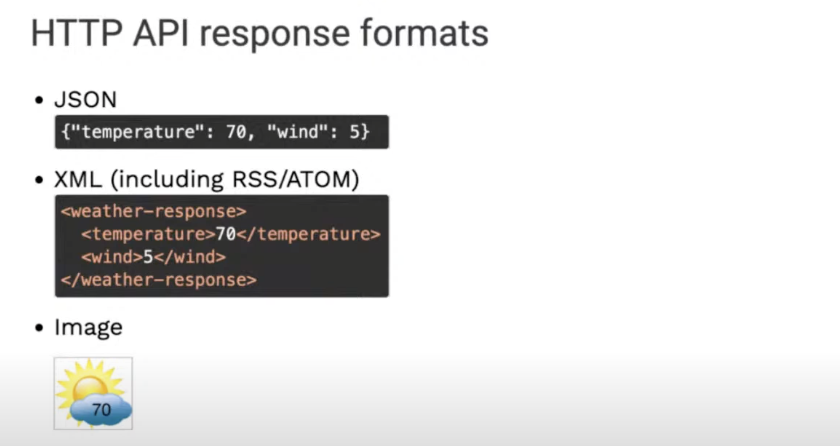 HTTP API response formats
• JSON
{"temperature": 70, "wind": 5}
• XML (including RSS/ATOM)
<weather-response>
  <temperature>70</temperature>
  <wind>5</wind>
</weather-response>
• Image
70